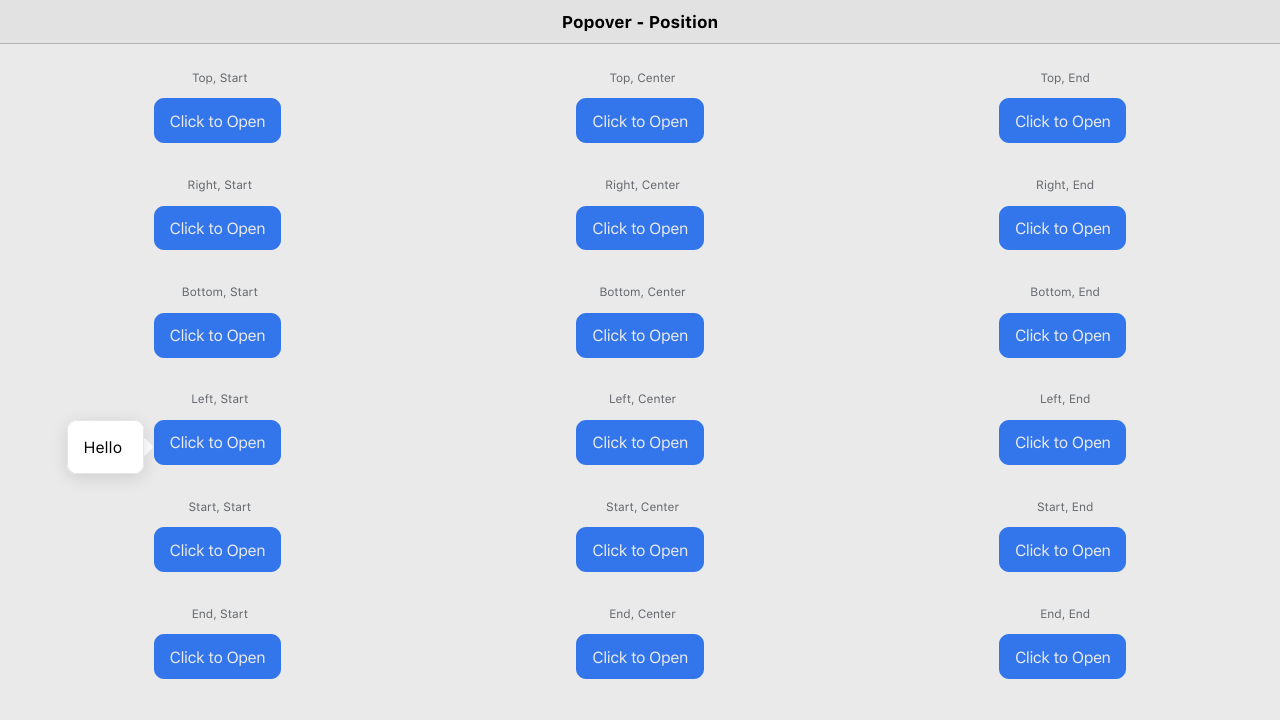 Popover - Position
Top, Start
Top, Center
Top, End
Click to Open
Click to Open
Click to Open
Right, Start
Right, Center
Right, End
Click to Open
Click to Open
Click to Open
Bottom, Start
Bottom, Center
Bottom, End
Click to Open
Click to Open
Click to Open
Left, Start
Left, Center
Left, End
Hello
Click to Open
Click to Open
Click to Open
Start, Start
Start, Center
Start, End
Click to Open
Click to Open
Click to Open
End, Start
End, Center
End, End
Click to Open
Click to Open
Click to Open